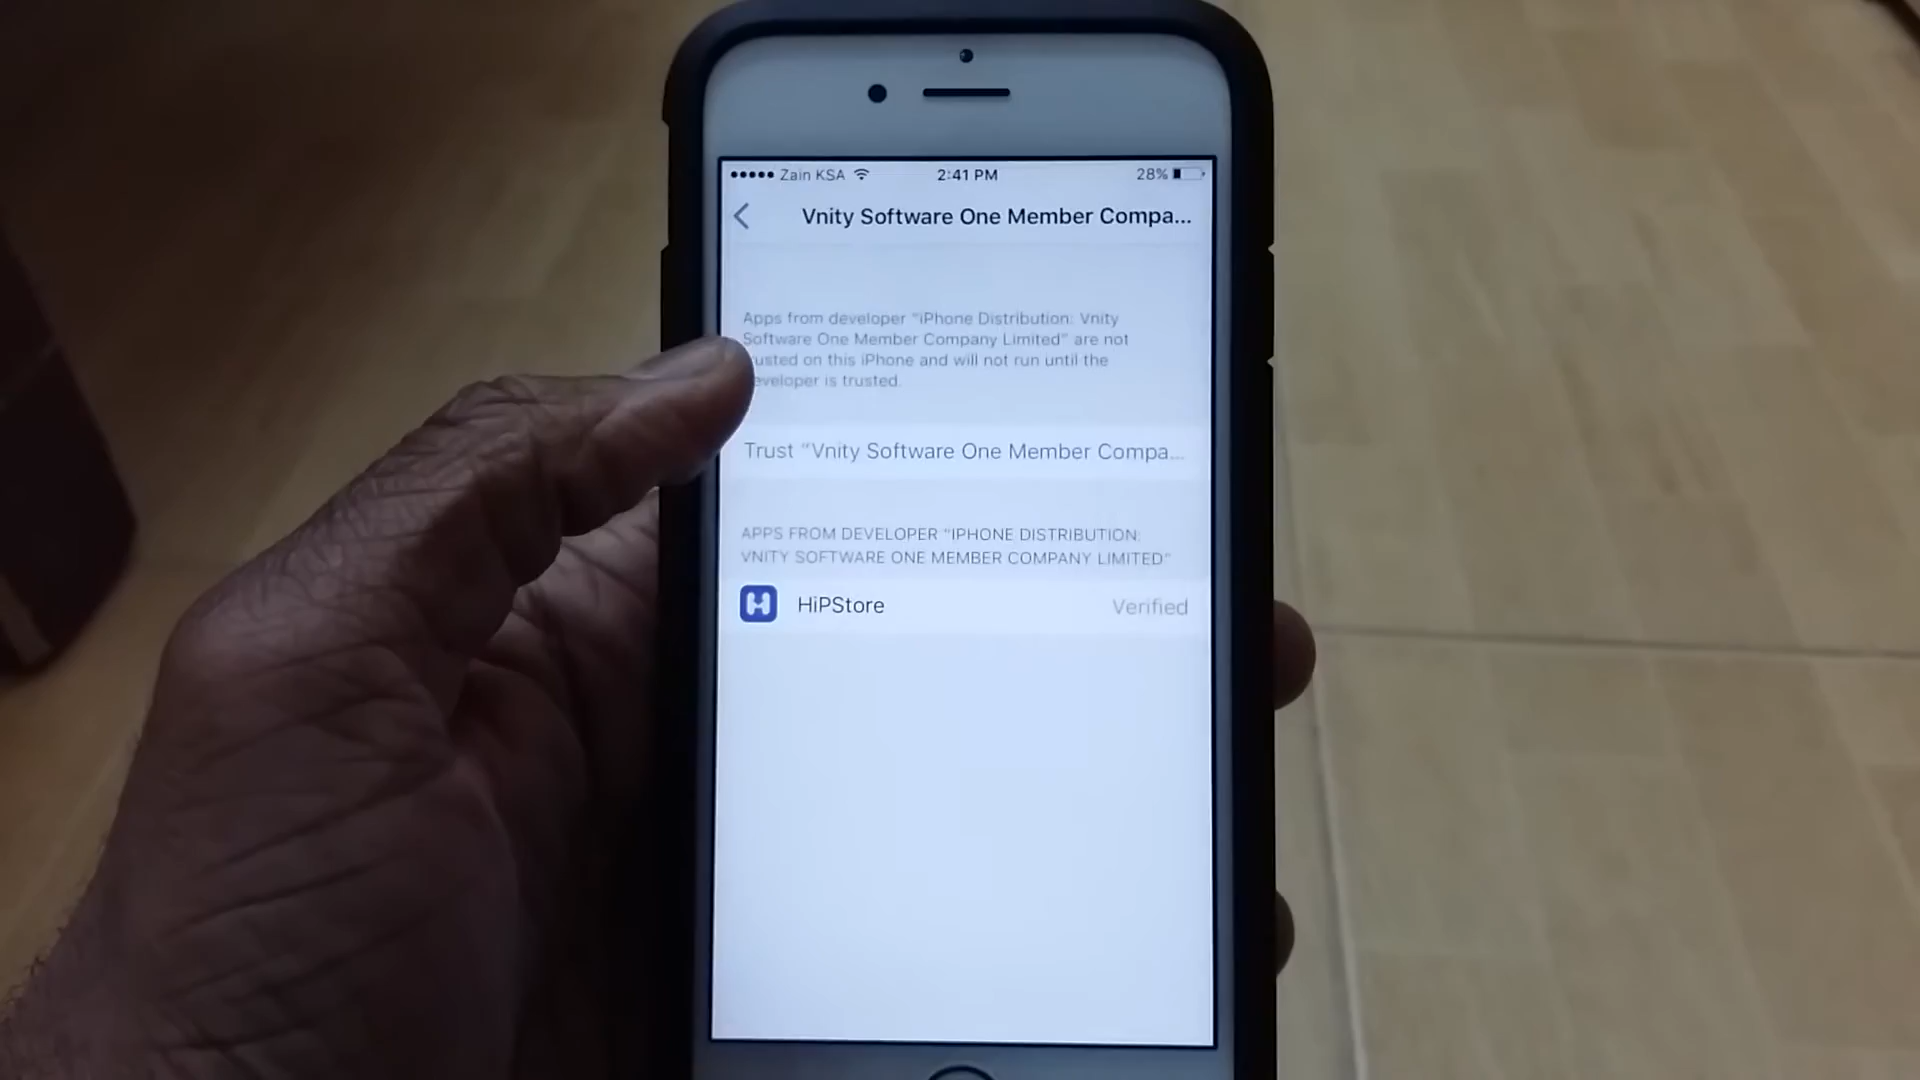 Zain KSA 2:41 PM 28%
Vnity Software One Member Compa...
Apps from developer "iPhone Distribution: Vnity
Software One Member Company Limited" are not
usted on this iPhone and will not run until the
eveloper is trusted.
Trust "Vnity Software One Member Compa...
APPS FROM DEVELOPER "IPHONE DISTRIBUTION:
VNITY SOFTWARE ONE MEMBER COMPANY LIMITED"
H HiPStore Verified